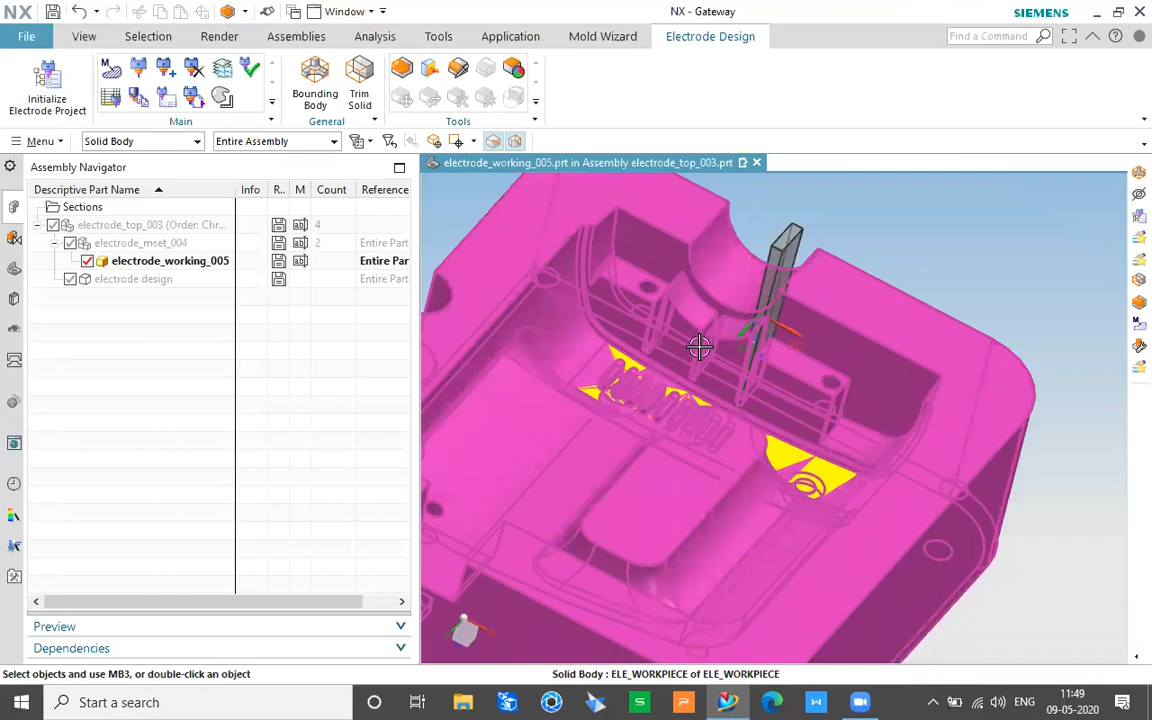 NX
Window
NX - Gateway
SIEMENS
File
View
Selection
Render
Assemblies
Analysis
Tools
Application
Mold Wizard
Electrode Design
Find a Command
Initialize
Electrode Project
Bounding
Body
Trim
Solid
Main
General
Tools
Menu
Solid Body
Entire Assembly
Assembly Navigator
electrode_working_005.prt in Assembly electrode_top_003.prt
Descriptive Part Name
Info
R..
M
Count
Reference
Sections
electrode_top_003 (Order: Chr...
4
electrode_mset_004
2
Entire Part
electrode_working_005
Entire Par
electrode design
Entire Part
Preview
Dependencies
Select objects and use MB3, or double-click an object
Solid Body : ELE_WORKPIECE of ELE_WORKPIECE
Start a search
ENG
11:49
09-05-2020